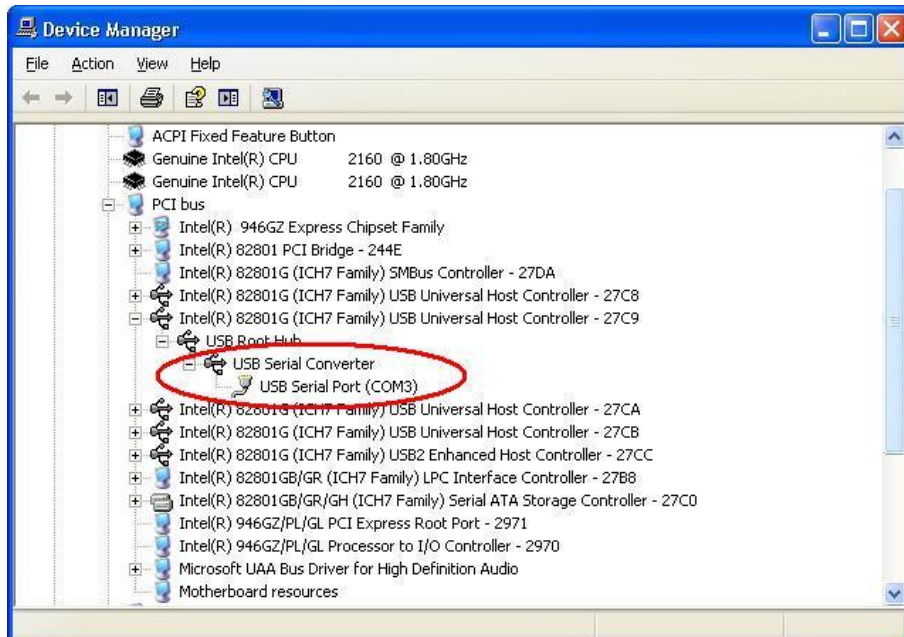 Device Manager
File Action View Help
ACPI Fixed Feature Button
Genuine Intel(R) CPU 2160 @ 1.80GHz
Genuine Intel(R) CPU 2160 @ 1.80GHz
PCI bus
Intel(R) 946GZ Express Chipset Family
Intel(R) 82801 PCI Bridge - 244E
Intel(R) 82801G (ICH7 Family) SMBus Controller - 27DA
Intel(R) 82801G (ICH7 Family) USB Universal Host Controller - 27C8
Intel(R) 82801G (ICH7 Family) USB Universal Host Controller - 27C9
USB Root Hub
USB Serial Converter
USB Serial Port (COM3)
Intel(R) 82801G (ICH7 Family) USB Universal Host Controller - 27CA
Intel(R) 82801G (ICH7 Family) USB Universal Host Controller - 27CB
Intel(R) 82801G (ICH7 Family) USB2 Enhanced Host Controller - 27CC
Intel(R) 82801GB/GR (ICH7 Family) LPC Interface Controller - 27B8
Intel(R) 82801GB/GR/GH (ICH7 Family) Serial ATA Storage Controller - 27C0
Intel(R) 946GZ/PL/GL PCI Express Root Port - 2971
Intel(R) 946GZ/PL/GL Processor to I/O Controller - 2970
Microsoft UAA Bus Driver for High Definition Audio
Motherboard resources